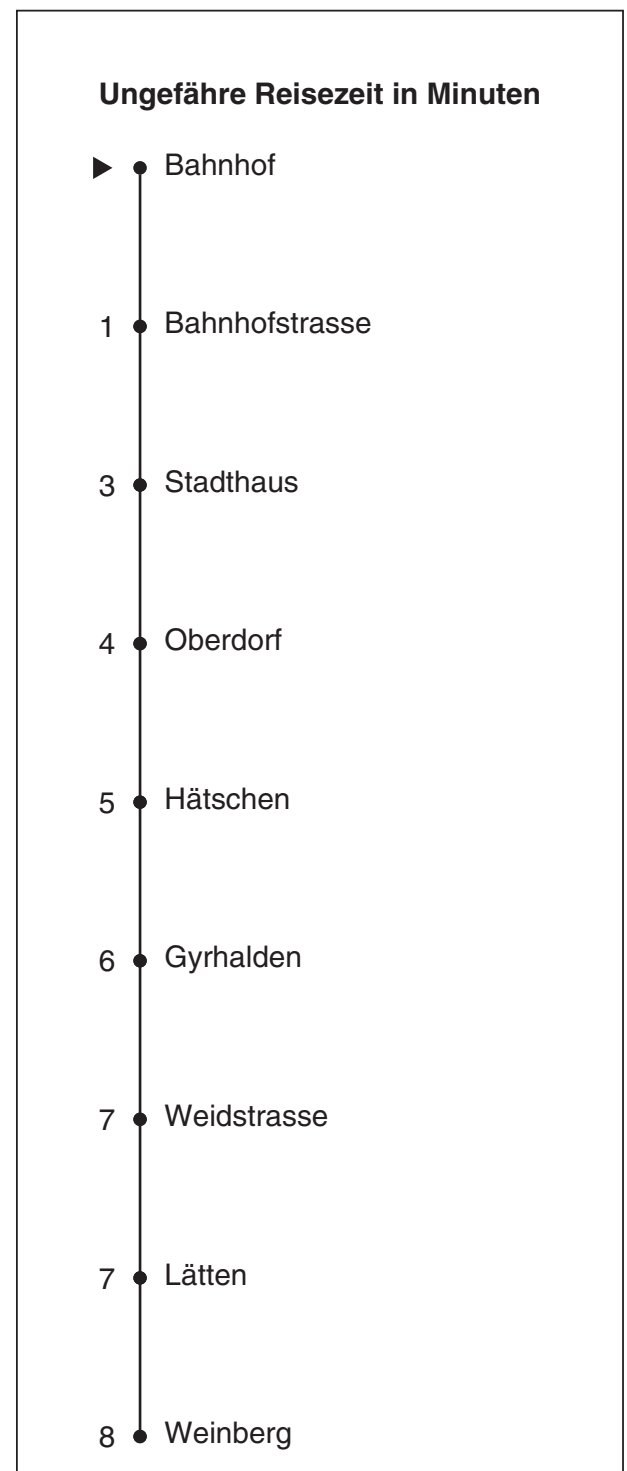 Ungefähre Reisezeit in Minuten
Bahnhof
1 Bahnhofstrasse
3 Stadthaus
4 Oberdorf
5 Hätschen
6 Gyrhalden
7 Weidstrasse
7 Lätten
8 Weinberg